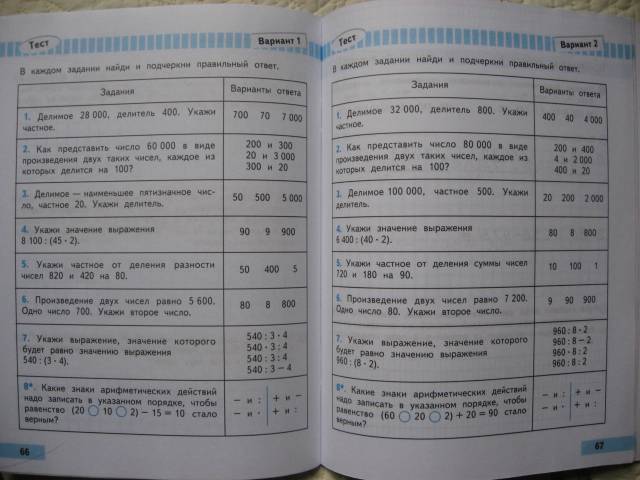 Тест
Вариант 1
В каждом задании найди и подчеркни правильный ответ.
Задания
Варианты ответа
1. Делимое 28 000, делитель 400. Укажи
частное.
700 70 7 000
2. Как представить число 60 000 в виде
произведения двух таких чисел, каждое из
которых делится на 100?
200 и 300
20 и 3 000
300 и 20
3. Делимое — наименьшее пятизначное чис-
ло, частное 20. Укажи делитель.
50 500 5 000
4. Укажи значение выражения
8 100 : (45 · 2).
90 9 900
5. Укажи частное от деления разности
чисел 820 и 420 на 80.
50 400 5
6. Произведение двух чисел равно 5 600.
Одно число 700. Укажи второе число.
80 8 800
7. Укажи выражение, значение которого
будет равно значению выражения
540 : (3 · 4).
540 : 3 · 4
540 · 3 : 4
540 : 3 : 4
540 : 3 − 4
8*. Какие знаки арифметических действий
надо записать в указанном порядке, чтобы
равенство (20 ○ 10 ○ 2) − 15 = 10 стало
верным?
− и : + и −
− и · + и :
66
Тест
Вариант 2
В каждом задании найди и подчеркни правильный ответ.
Задания
Варианты ответа
1. Делимое 32 000, делитель 800. Укажи
частное.
400 40 4 000
2. Как представить число 80 000 в виде
произведения двух таких чисел, каждое
из которых делится на 100?
200 и 400
4 и 2 000
400 и 20
3. Делимое 100 000, частное 500. Укажи
делитель.
20 200 2 000
4. Укажи значение выражения
6 400 : (40 · 2).
80 8 800
5. Укажи частное от деления суммы чисел
720 и 180 на 90.
10 100 1
6. Произведение двух чисел равно 7 200.
Одно число 80. Укажи второе число.
9 90 900
7. Укажи выражение, значение которого
будет равно значению выражения
960 : (8 · 2).
960 : 8 · 2
960 : 8 − 2
960 · 8 : 2
960 : 8 : 2
8*. Какие знаки арифметических действий
надо записать в указанном порядке, чтобы
равенство (60 ○ 20 ○ 2) + 20 = 90 стало
верным?
− и : + и −
− и · + и :
67